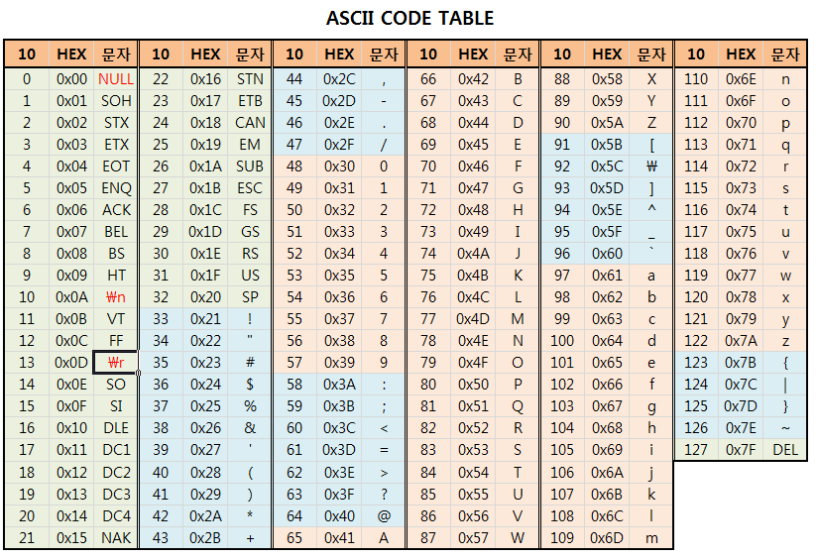 ASCII CODE TABLE
10 HEX 문자 10 HEX 문자 10 HEX 문자 10 HEX 문자 10 HEX 문자 10 HEX 문자
0 0x00 NULL 22 0x16 STN 44 0x2C , 66 0x42 B 88 0x58 X 110 0x6E n
1 0x01 SOH 23 0x17 ETB 45 0x2D - 67 0x43 C 89 0x59 Y 111 0x6F o
2 0x02 STX 24 0x18 CAN 46 0x2E . 68 0x44 D 90 0x5A Z 112 0x70 p
3 0x03 ETX 25 0x19 EM 47 0x2F / 69 0x45 E 91 0x5B [ 113 0x71 q
4 0x04 EOT 26 0x1A SUB 48 0x30 0 70 0x46 F 92 0x5C ₩ 114 0x72 r
5 0x05 ENQ 27 0x1B ESC 49 0x31 1 71 0x47 G 93 0x5D ] 115 0x73 s
6 0x06 ACK 28 0x1C FS 50 0x32 2 72 0x48 H 94 0x5E ^ 116 0x74 t
7 0x07 BEL 29 0x1D GS 51 0x33 3 73 0x49 I 95 0x5F _ 117 0x75 u
8 0x08 BS 30 0x1E RS 52 0x34 4 74 0x4A J 96 0x60 ` 118 0x76 v
9 0x09 HT 31 0x1F US 53 0x35 5 75 0x4B K 97 0x61 a 119 0x77 w
10 0x0A ₩n 32 0x20 SP 54 0x36 6 76 0x4C L 98 0x62 b 120 0x78 x
11 0x0B VT 33 0x21 ! 55 0x37 7 77 0x4D M 99 0x63 c 121 0x79 y
12 0x0C FF 34 0x22 " 56 0x38 8 78 0x4E N 100 0x64 d 122 0x7A z
13 0x0D ₩r 35 0x23 # 57 0x39 9 79 0x4F O 101 0x65 e 123 0x7B {
14 0x0E SO 36 0x24 $ 58 0x3A : 80 0x50 P 102 0x66 f 124 0x7C |
15 0x0F SI 37 0x25 % 59 0x3B ; 81 0x51 Q 103 0x67 g 125 0x7D }
16 0x10 DLE 38 0x26 & 60 0x3C < 82 0x52 R 104 0x68 h 126 0x7E ~
17 0x11 DC1 39 0x27 ' 61 0x3D = 83 0x53 S 105 0x69 i 127 0x7F DEL
18 0x12 DC2 40 0x28 ( 62 0x3E > 84 0x54 T 106 0x6A j
19 0x13 DC3 41 0x29 ) 63 0x3F ? 85 0x55 U 107 0x6B k
20 0x14 DC4 42 0x2A * 64 0x40 @ 86 0x56 V 108 0x6C l
21 0x15 NAK 43 0x2B + 65 0x41 A 87 0x57 W 109 0x6D m